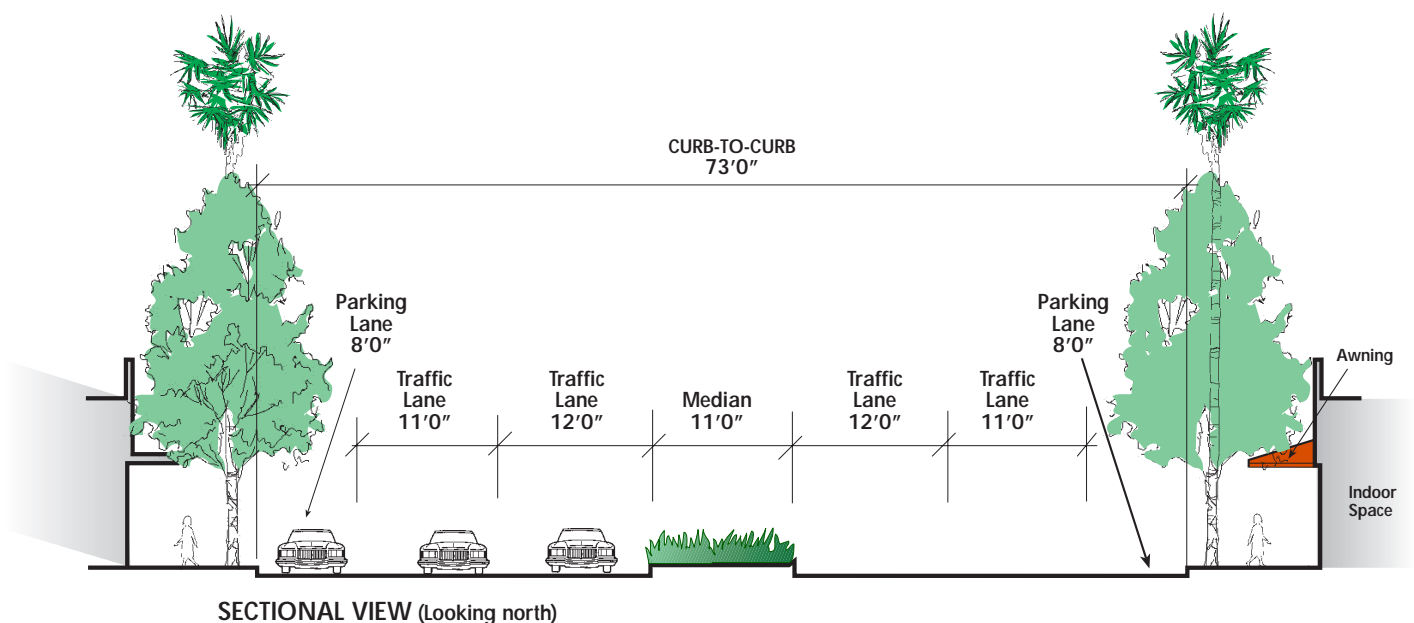 CURB-TO-CURB
73'0"
Parking
Lane
8'0"
Parking
Lane
8'0"
Awning
Traffic
Lane
11'0"
Traffic
Lane
12'0"
Median
11'0"
Traffic
Lane
12'0"
Traffic
Lane
11'0"
Indoor
Space
SECTIONAL VIEW (Looking north)